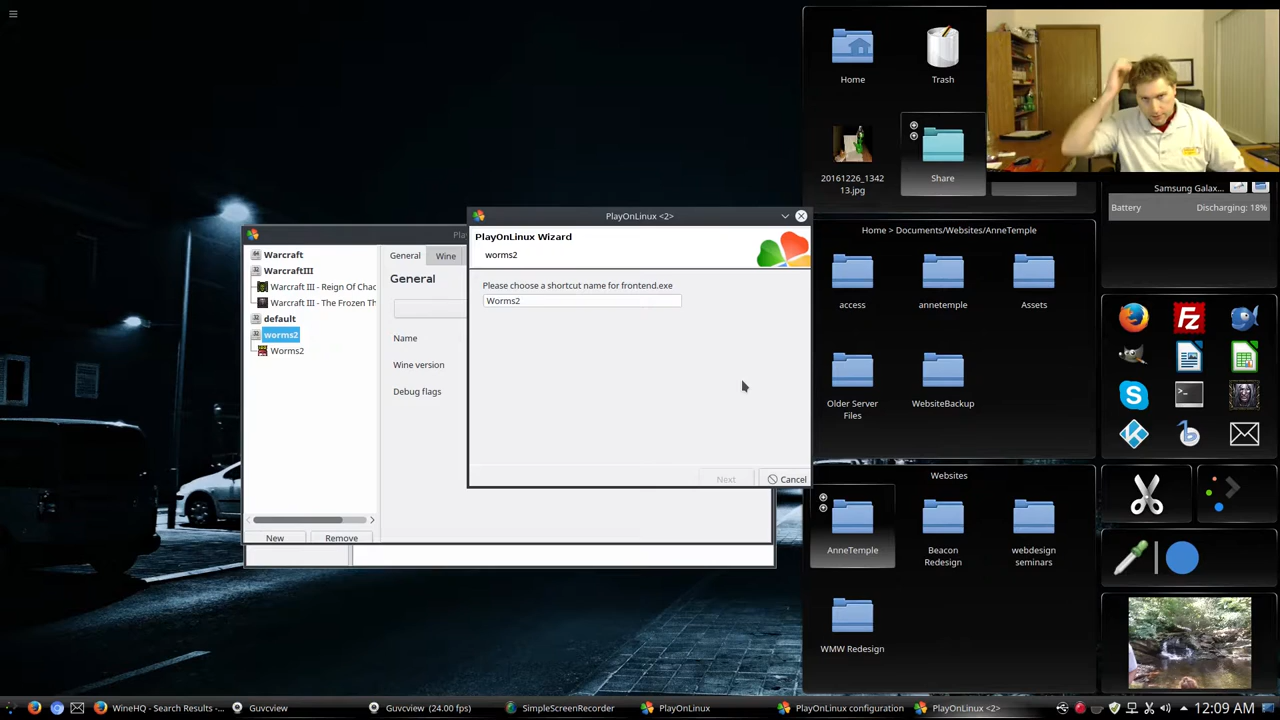 Home
Trash
20161226_1342
13.jpg
Share
Samsung Galax...
Battery
Discharging: 18%
PlayOnLinux <2>
PlayOnLinux Wizard
worms2
Please choose a shortcut name for frontend.exe
Worms2
Next
Cancel
Warcraft
WarcraftIII
Warcraft III - Reign Of Chao
Warcraft III - The Frozen Th
default
worms2
Worms2
General
Wine
General
Name
Wine version
Debug flags
New
Remove
Home > Documents/Websites/AnneTemple
access
annetemple
Assets
Older Server
Files
WebsiteBackup
Websites
AnneTemple
Beacon
Redesign
webdesign
seminars
WMW Redesign
WineHQ - Search Results -...
Guvcview
Guvcview (24.00 fps)
SimpleScreenRecorder
PlayOnLinux
PlayOnLinux configuration
PlayOnLinux <2>
12:09 AM